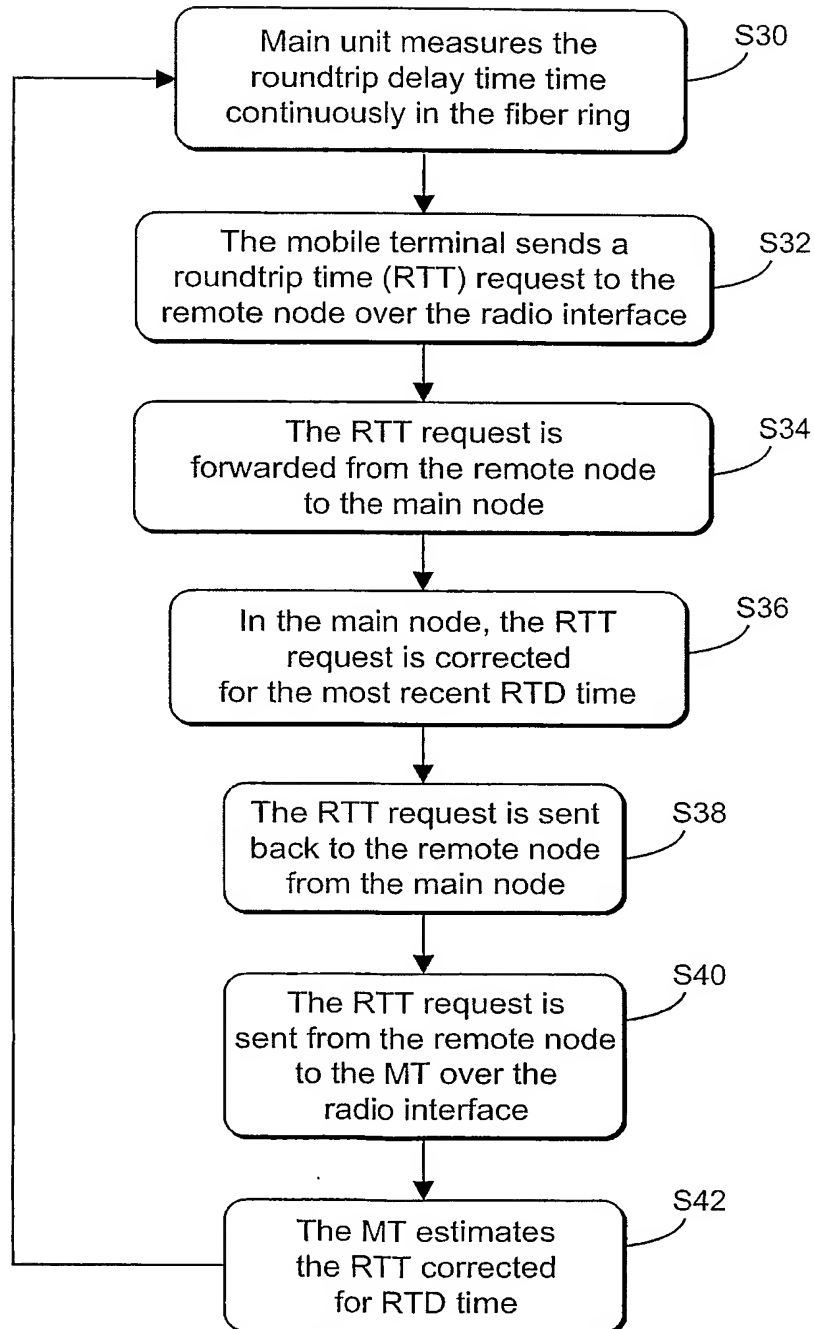 Main unit measures the
roundtrip delay time time
continuously in the fiber ring
S30
The mobile terminal sends a
roundtrip time (RTT) request to the
remote node over the radio interface
S32
The RTT request is
forwarded from the remote node
to the main node
S34
In the main node, the RTT
request is corrected
for the most recent RTD time
S36
The RTT request is sent
back to the remote node
from the main node
S38
The RTT request is
sent from the remote node
to the MT over the
radio interface
S40
The MT estimates
the RTT corrected
for RTD time
S42